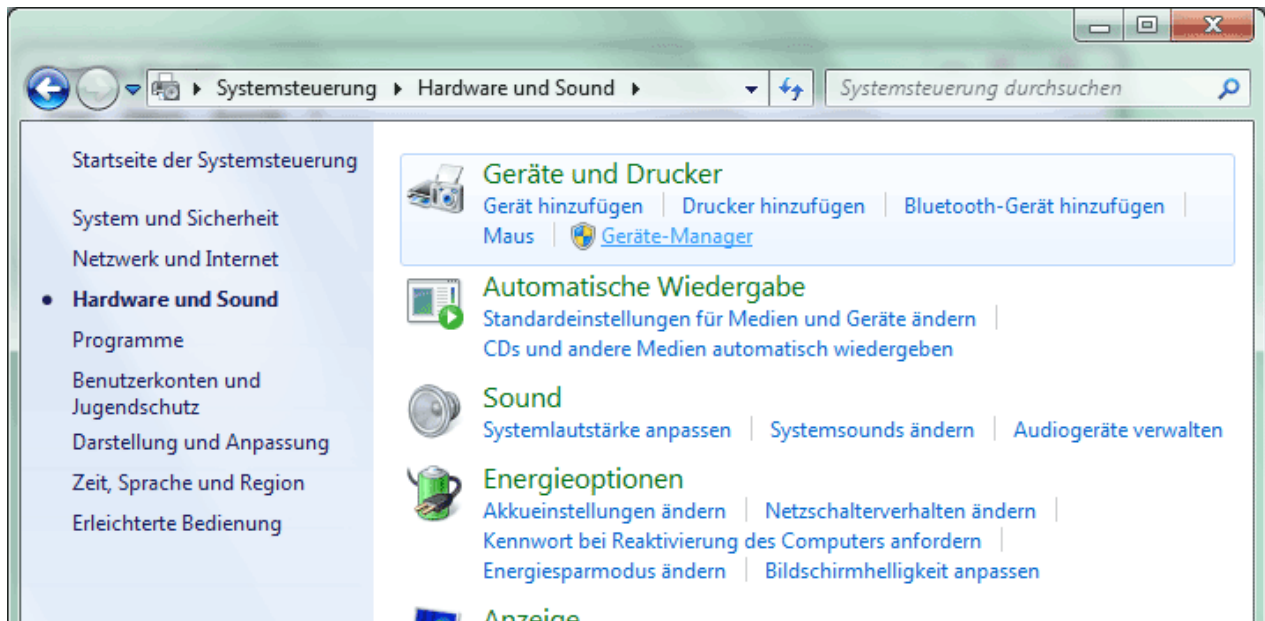 Systemsteuerung Hardware und Sound
Systemsteuerung durchsuchen
Startseite der Systemsteuerung
System und Sicherheit
Netzwerk und Internet
Hardware und Sound
Programme
Benutzerkonten und
Jugendschutz
Darstellung und Anpassung
Zeit, Sprache und Region
Erleichterte Bedienung
Geräte und Drucker
Gerät hinzufügen Drucker hinzufügen Bluetooth-Gerät hinzufügen
Maus Geräte-Manager
Automatische Wiedergabe
Standardeinstellungen für Medien und Geräte ändern
CDs und andere Medien automatisch wiedergeben
Sound
Systemlautstärke anpassen Systemsounds ändern Audiogeräte verwalten
Energieoptionen
Akkueinstellungen ändern Netzschalterverhalten ändern
Kennwort bei Reaktivierung des Computers anfordern
Energiesparmodus ändern Bildschirmhelligkeit anpassen
Anzeige